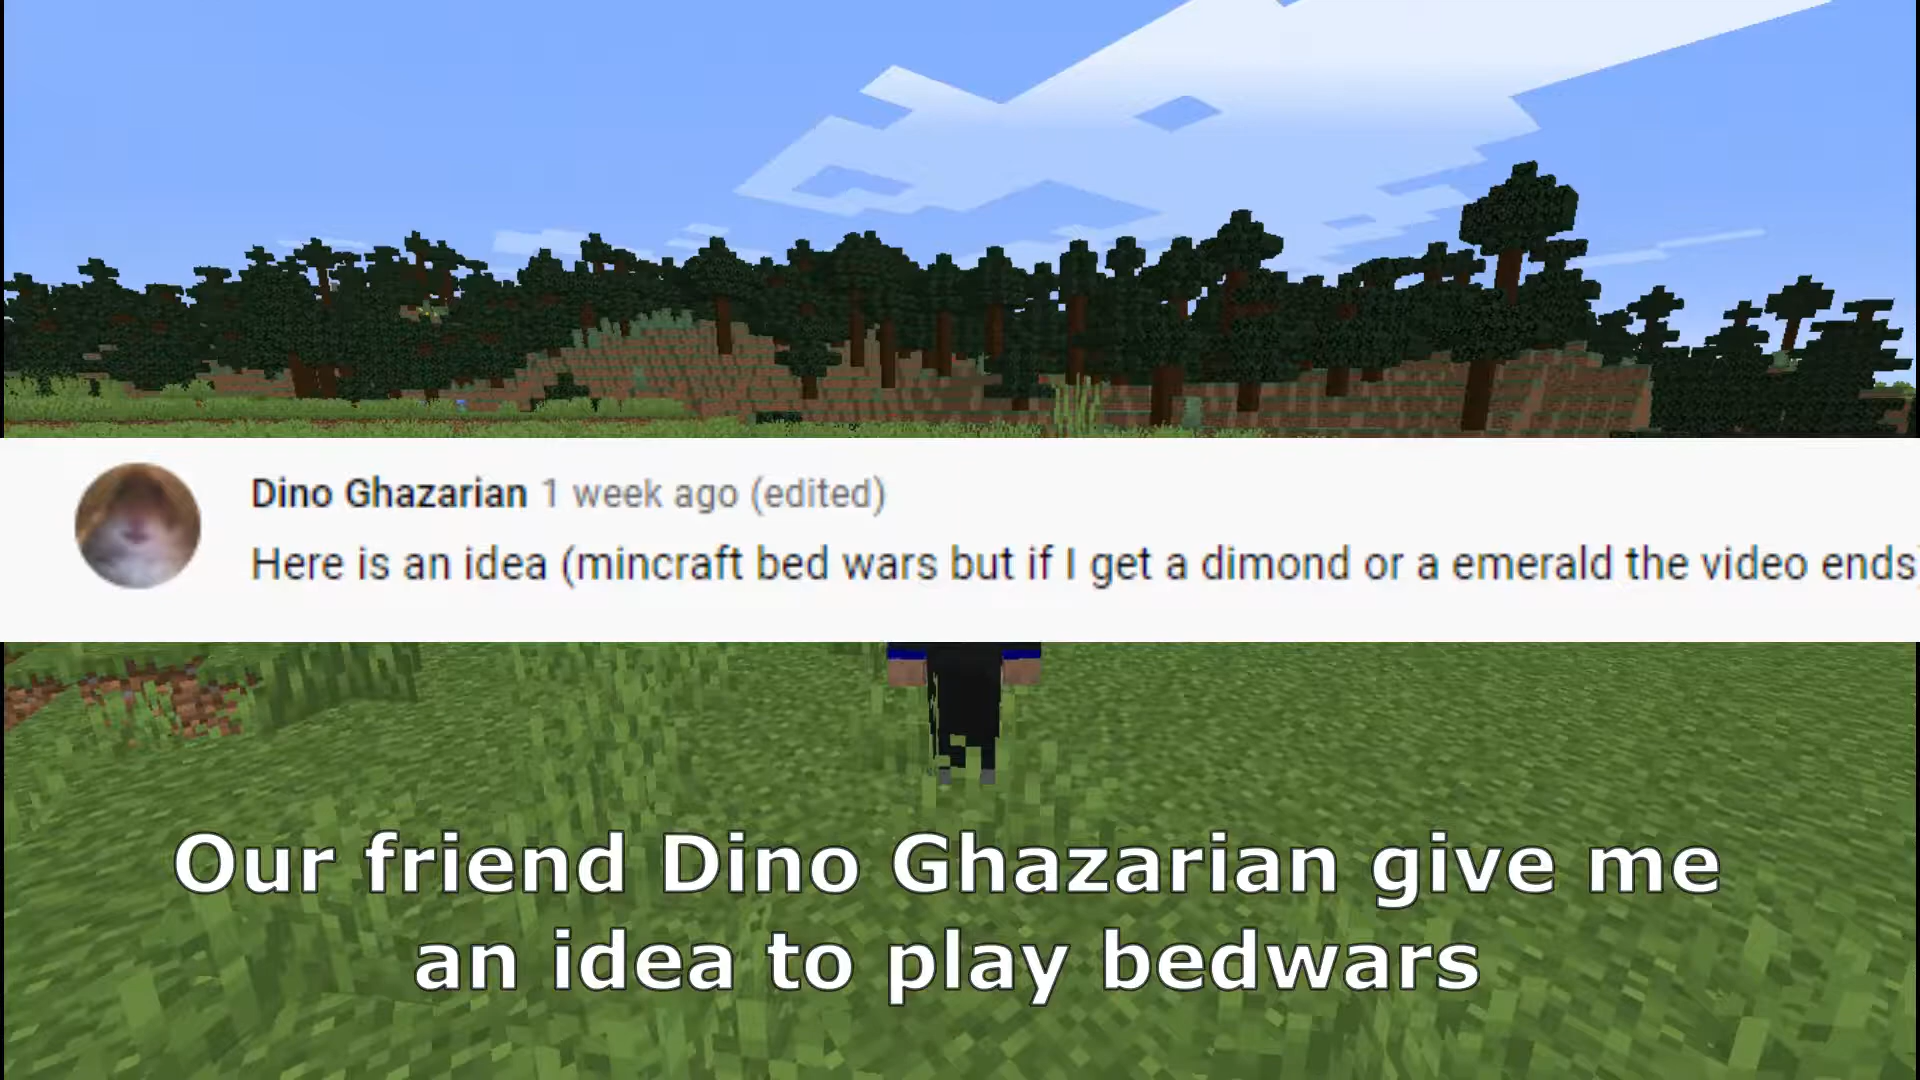 Dino Ghazarian 1 week ago (edited)
Here is an idea (mincraft bed wars but if I get a dimond or a emerald the video ends)
Our friend Dino Ghazarian give me
an idea to play bedwars